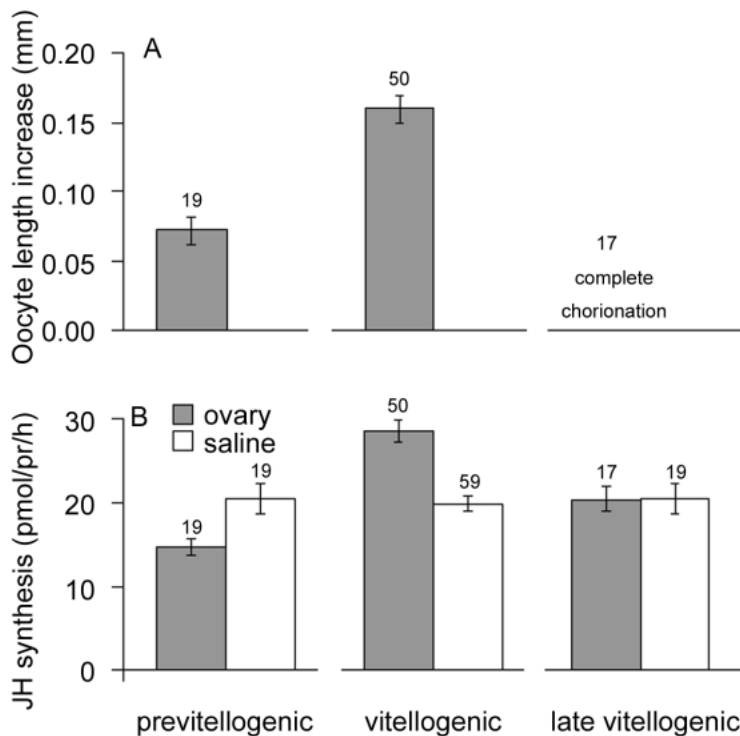 A
Oocyte length increase (mm)
0.20
0.15
0.10
0.05
0.00
19
50
17
complete
chorionation
B
ovary
saline
JH synthesis (pmol/pr/h)
30
20
10
0
19
19
50
59
17
19
previtellogenic
vitellogenic
late vitellogenic